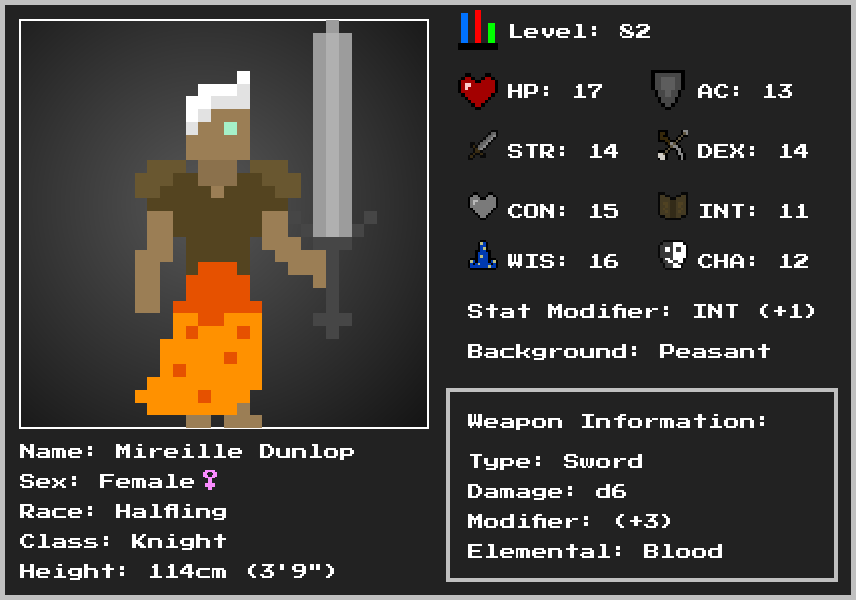 Level: 82
HP: 17 AC: 13
STR: 14 DEX: 14
CON: 15 INT: 11
WIS: 16 CHA: 12
Stat Modifier: INT (+1)
Background: Peasant
Weapon Information:
Type: Sword
Damage: d6
Modifier: (+3)
Elemental: Blood
Name: Mireille Dunlop
Sex: Female♀
Race: Halfling
Class: Knight
Height: 114cm (3'9")